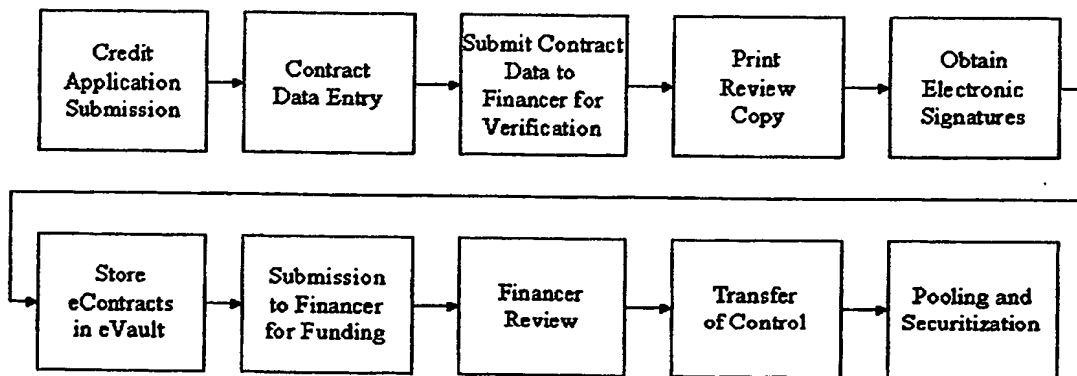 Credit
Application
Submission
Contract
Data Entry
Submit Contract
Data to
Financer for
Verification
Print
Review
Copy
Obtain
Electronic
Signatures
Store
eContracts
in eVault
Submission
to Financer
for Funding
Financer
Review
Transfer
of Control
Pooling and
Securitization